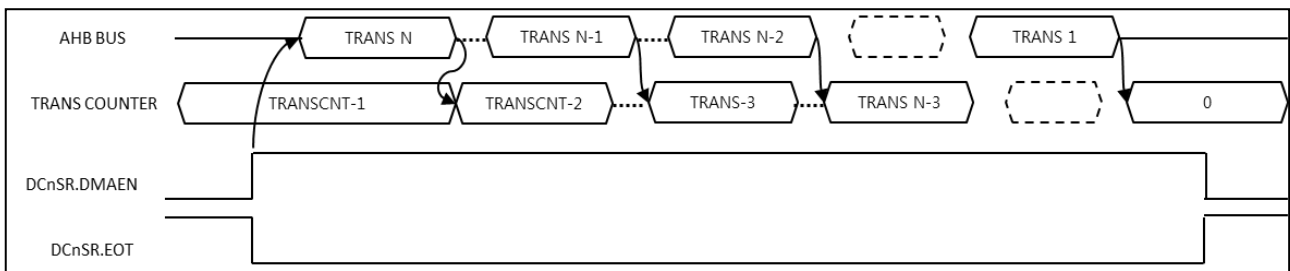 AHB BUS TRANS N TRANS N-1 TRANS N-2 TRANS 1
TRANS COUNTER TRANSCNT-1 TRANSCNT-2 TRANS-3 TRANS N-3 0
DCnSR.DMAEN
DCnSR.EOT